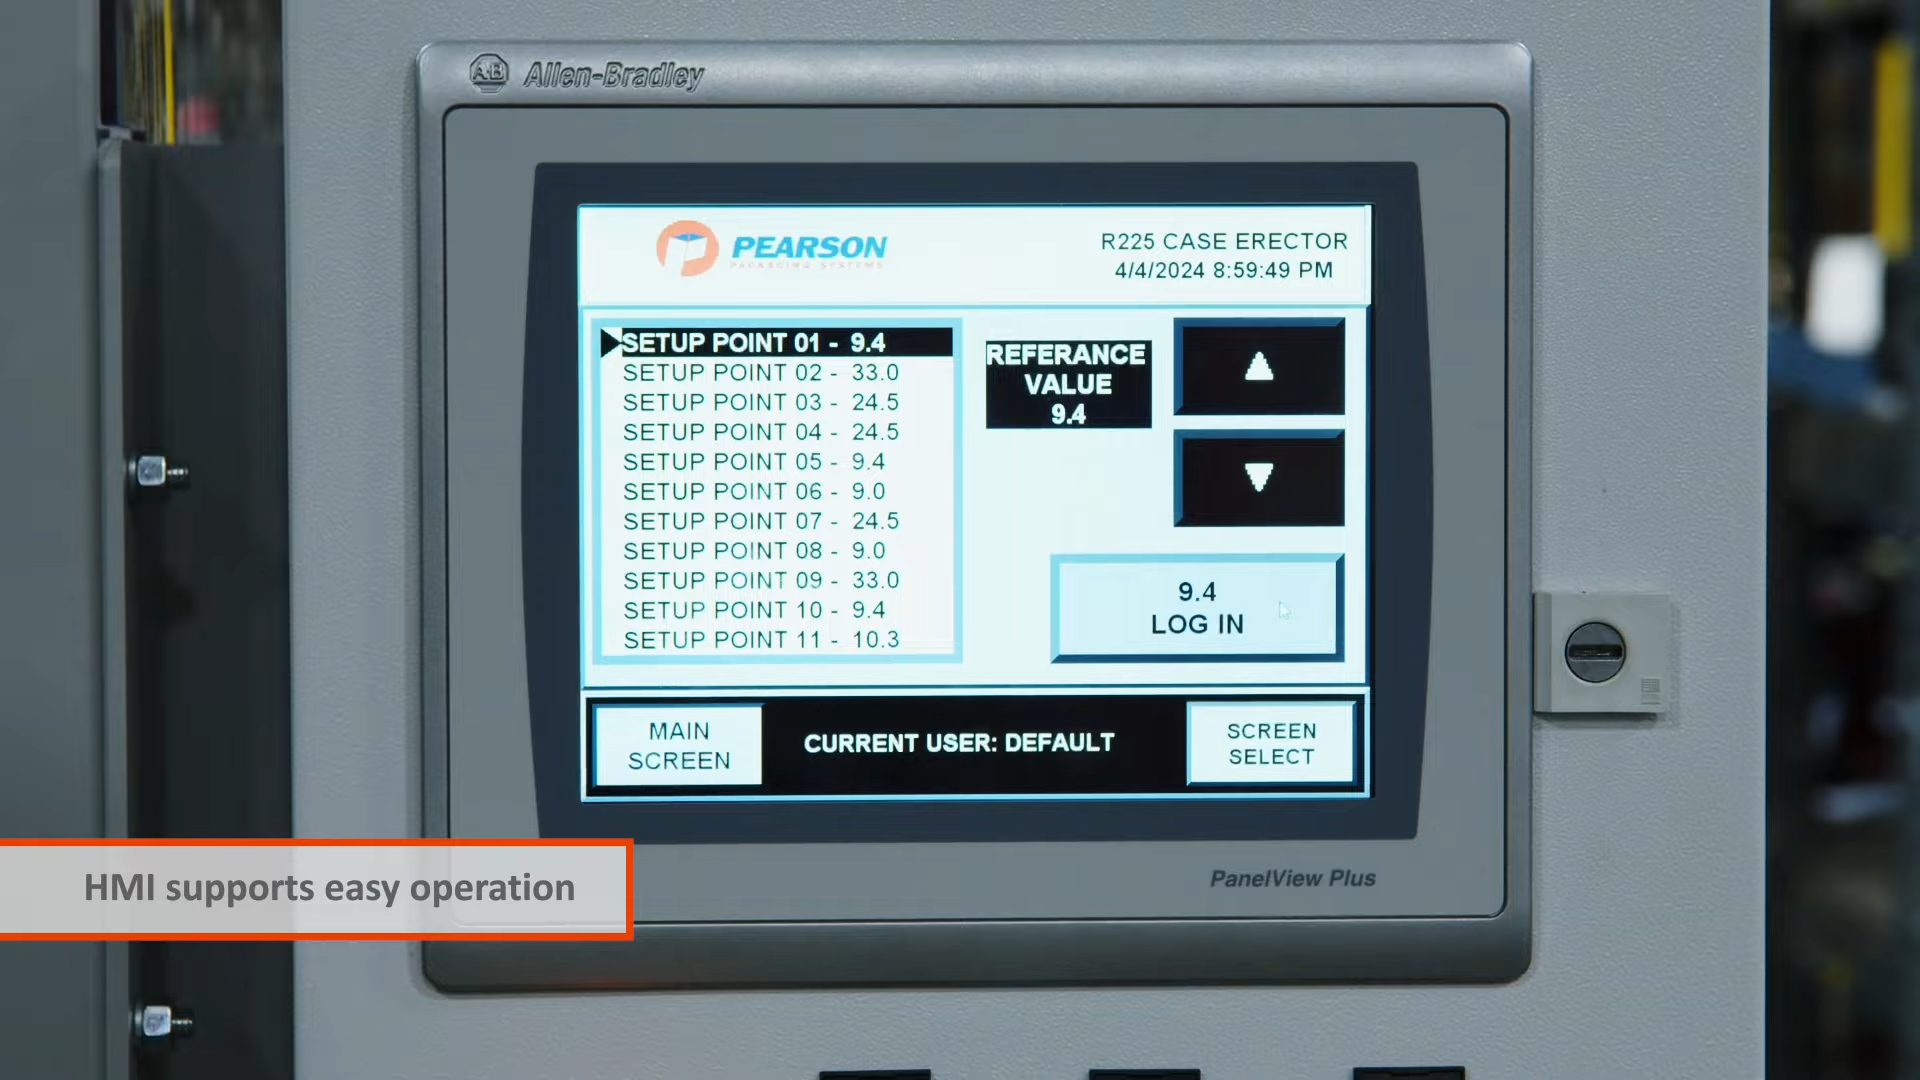 AB Allen-Bradley
PEARSON
PACKAGING SYSTEMS
R225 CASE ERECTOR
4/4/2024 8:59:49 PM
SETUP POINT 01 - 9.4
SETUP POINT 02 - 33.0
SETUP POINT 03 - 24.5
SETUP POINT 04 - 24.5
SETUP POINT 05 - 9.4
SETUP POINT 06 - 9.0
SETUP POINT 07 - 24.5
SETUP POINT 08 - 9.0
SETUP POINT 09 - 33.0
SETUP POINT 10 - 9.4
SETUP POINT 11 - 10.3
REFERANCE
VALUE
9.4
▲
▼
9.4
LOG IN
MAIN
SCREEN
CURRENT USER: DEFAULT
SCREEN
SELECT
PanelView Plus
HMI supports easy operation